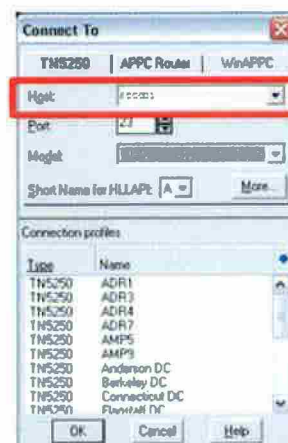 Connect To
TN5250 APPC Router WinAPPC
Host:
Port 23
Model:
Short Name for HLLAPI: A More...
Connection profiles
Type Name
TN5250 ADR1
TN5250 ADR3
TN5250 ADR4
TN5250 ADR7
TN5250 AMP5
TN5250 AMP9
TN5250 Anderson DC
TN5250 Berkeley DC
TN5250 Connecticut DC
TN5250 Flagstaff DC
OK Cancel Help